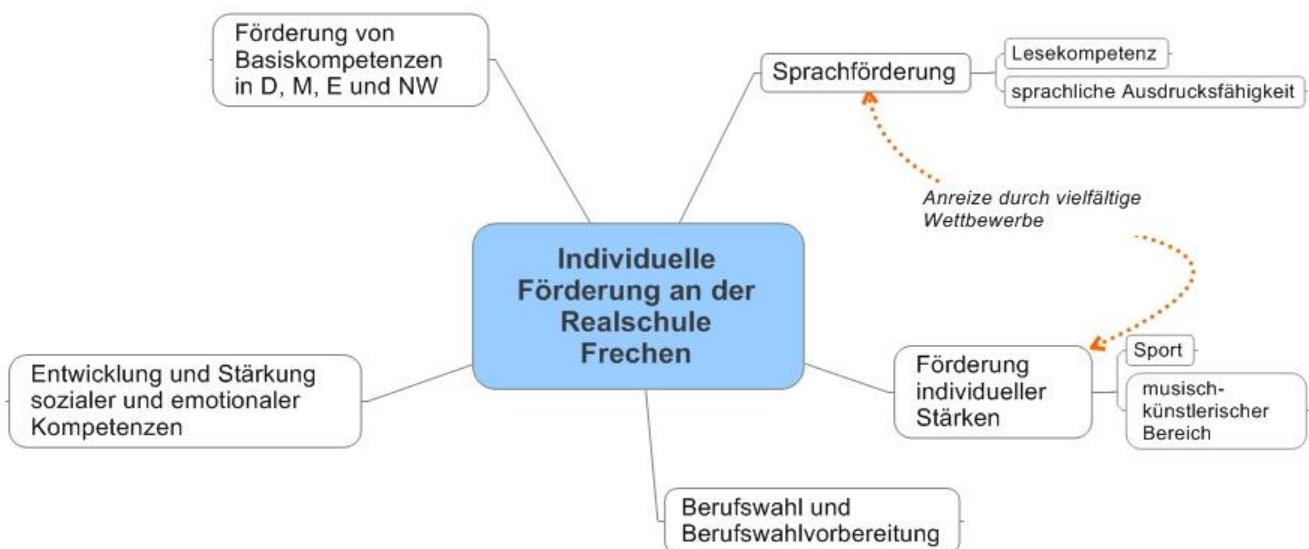 Förderung von
Basiskompetenzen
in D, M, E und NW
Sprachförderung
Lesekompetenz
sprachliche Ausdrucksfähigkeit
Anreize durch vielfältige
Wettbewerbe
Individuelle
Förderung an der
Realschule
Frechen
Entwicklung und Stärkung
sozialer und emotionaler
Kompetenzen
Förderung
individueller
Stärken
Sport
musisch-
künstlerischer
Bereich
Berufswahl und
Berufswahlvorbereitung